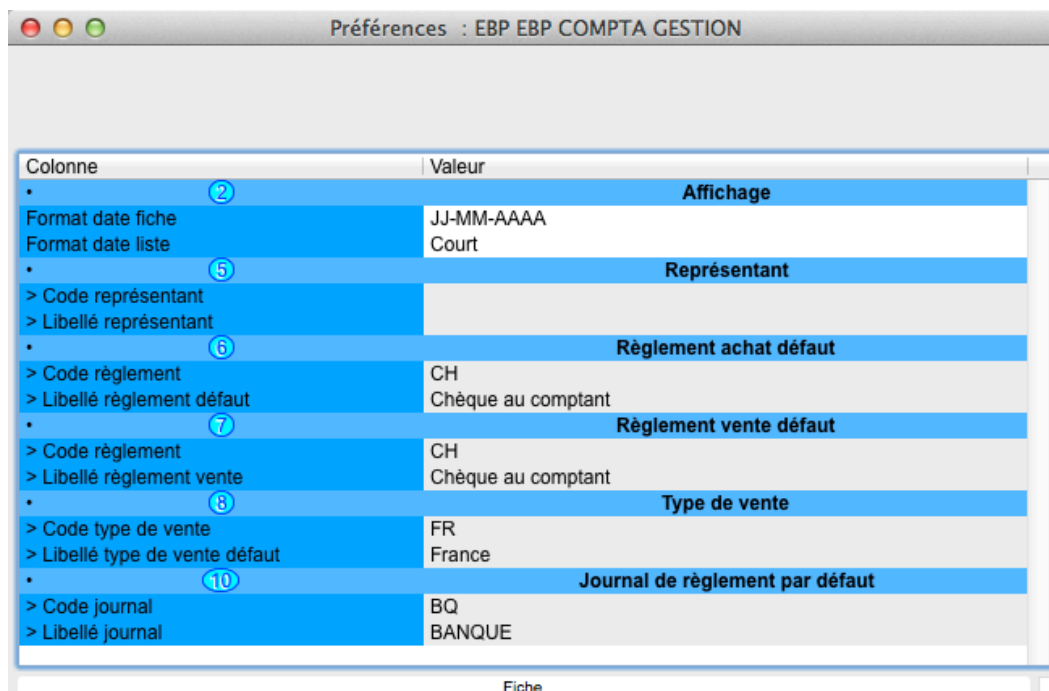 Préférences : EBP EBP COMPTA GESTION
Colonne Valeur
• 2 Affichage
Format date fiche JJ-MM-AAAA
Format date liste Court
• 5 Représentant
> Code représentant
> Libellé représentant
• 6 Règlement achat défaut
> Code règlement CH
> Libellé règlement défaut Chèque au comptant
• 7 Règlement vente défaut
> Code règlement CH
> Libellé règlement vente Chèque au comptant
• 8 Type de vente
> Code type de vente FR
> Libellé type de vente défaut France
• 10 Journal de règlement par défaut
> Code journal BQ
> Libellé journal BANQUE
Fiche